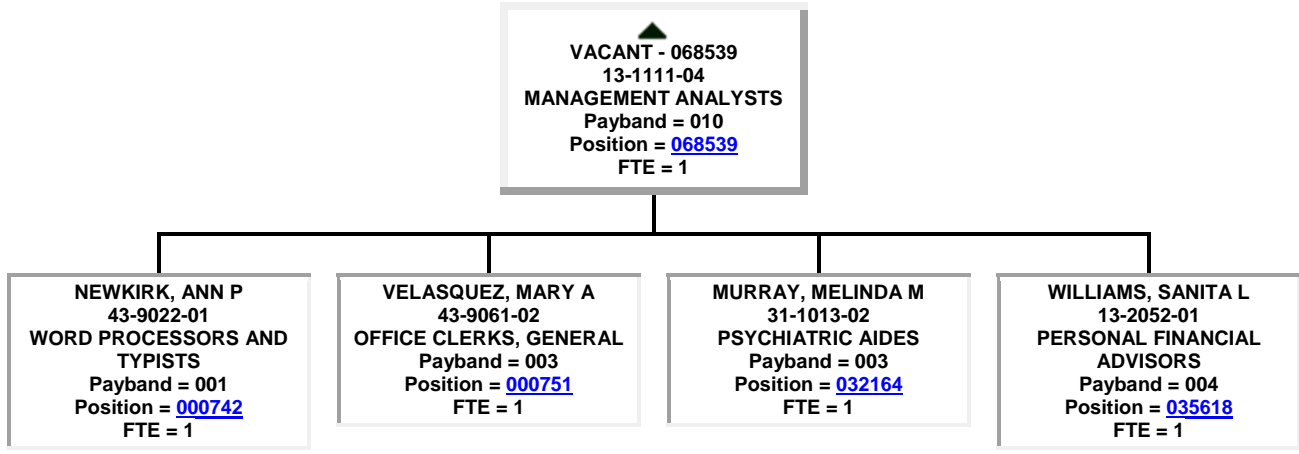 VACANT - 068539
13-1111-04
MANAGEMENT ANALYSTS
Payband = 010
Position = 068539
FTE = 1
NEWKIRK, ANN P
43-9022-01
WORD PROCESSORS AND
TYPISTS
Payband = 001
Position = 000742
FTE = 1
VELASQUEZ, MARY A
43-9061-02
OFFICE CLERKS, GENERAL
Payband = 003
Position = 000751
FTE = 1
MURRAY, MELINDA M
31-1013-02
PSYCHIATRIC AIDES
Payband = 003
Position = 032164
FTE = 1
WILLIAMS, SANITA L
13-2052-01
PERSONAL FINANCIAL
ADVISORS
Payband = 004
Position = 035618
FTE = 1